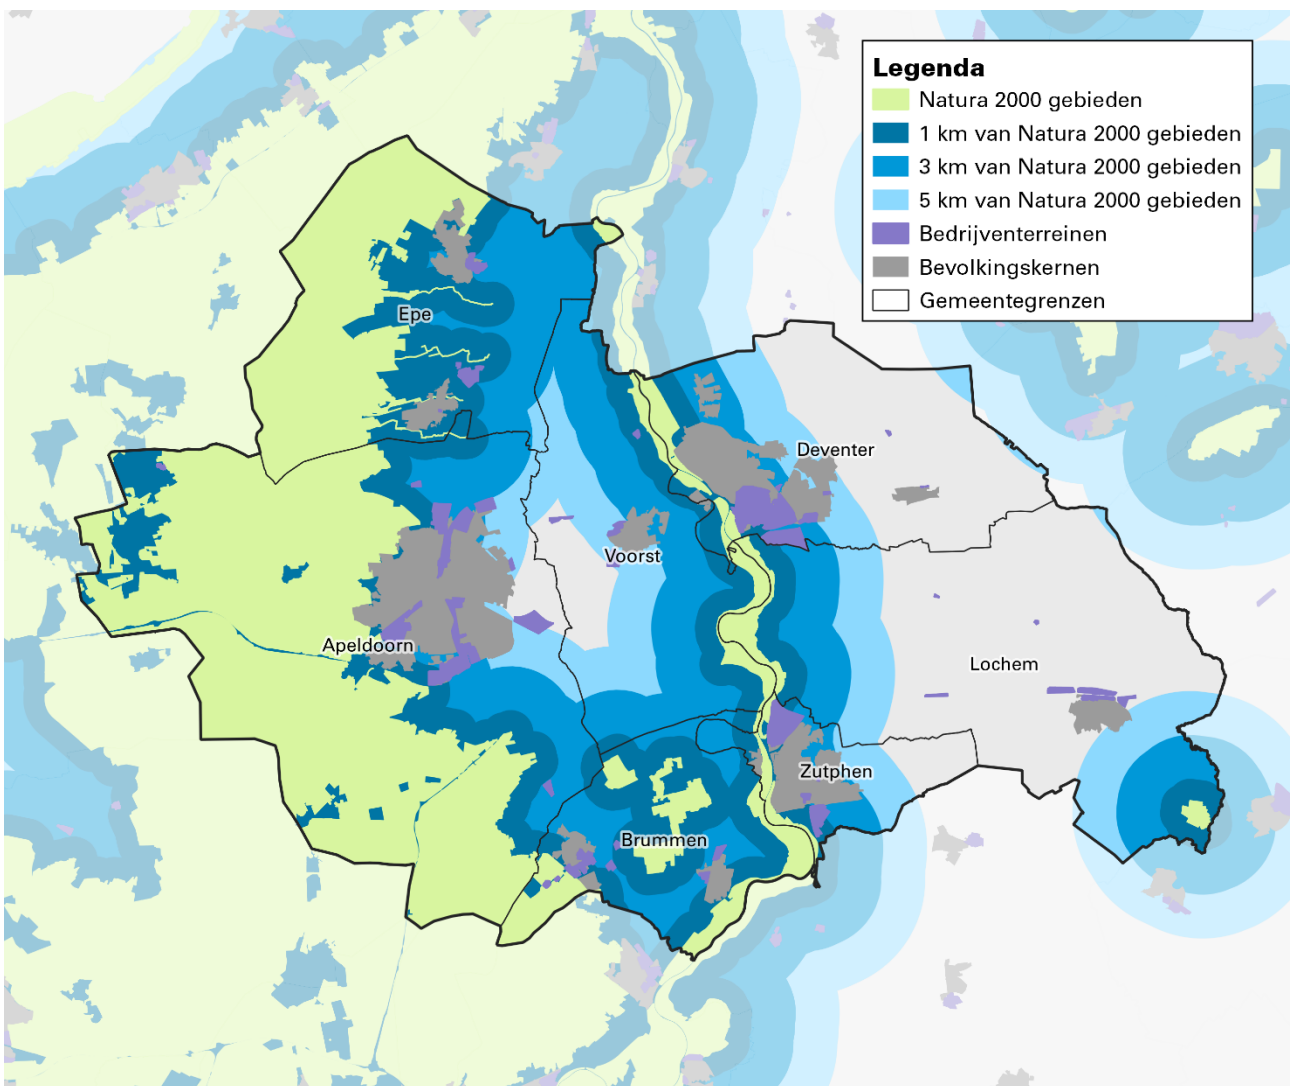 Legenda
Natura 2000 gebieden
1 km van Natura 2000 gebieden
3 km van Natura 2000 gebieden
5 km van Natura 2000 gebieden
Bedrijventerreinen
Bevolkingskernen
Gemeentegrenzen
Epe
Deventer
Voorst
Apeldoorn
Lochem
Zutphen
Brummen